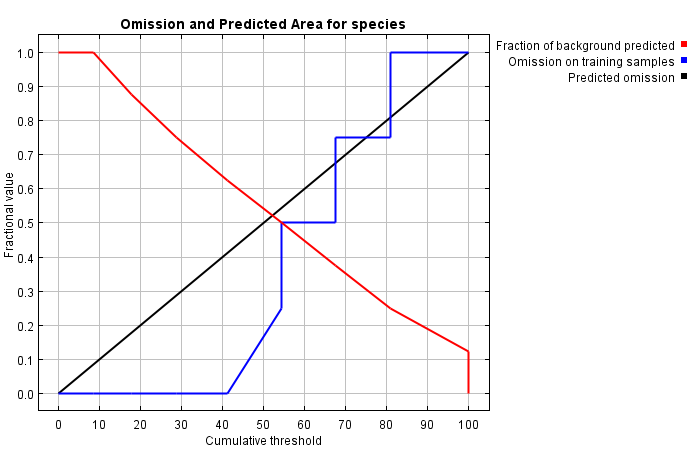 Omission and Predicted Area for species
Fraction of background predicted
Omission on training samples
Predicted omission
Fractional value
1.0
0.9
0.8
0.7
0.6
0.5
0.4
0.3
0.2
0.1
0.0
0 10 20 30 40 50 60 70 80 90 100
Cumulative threshold